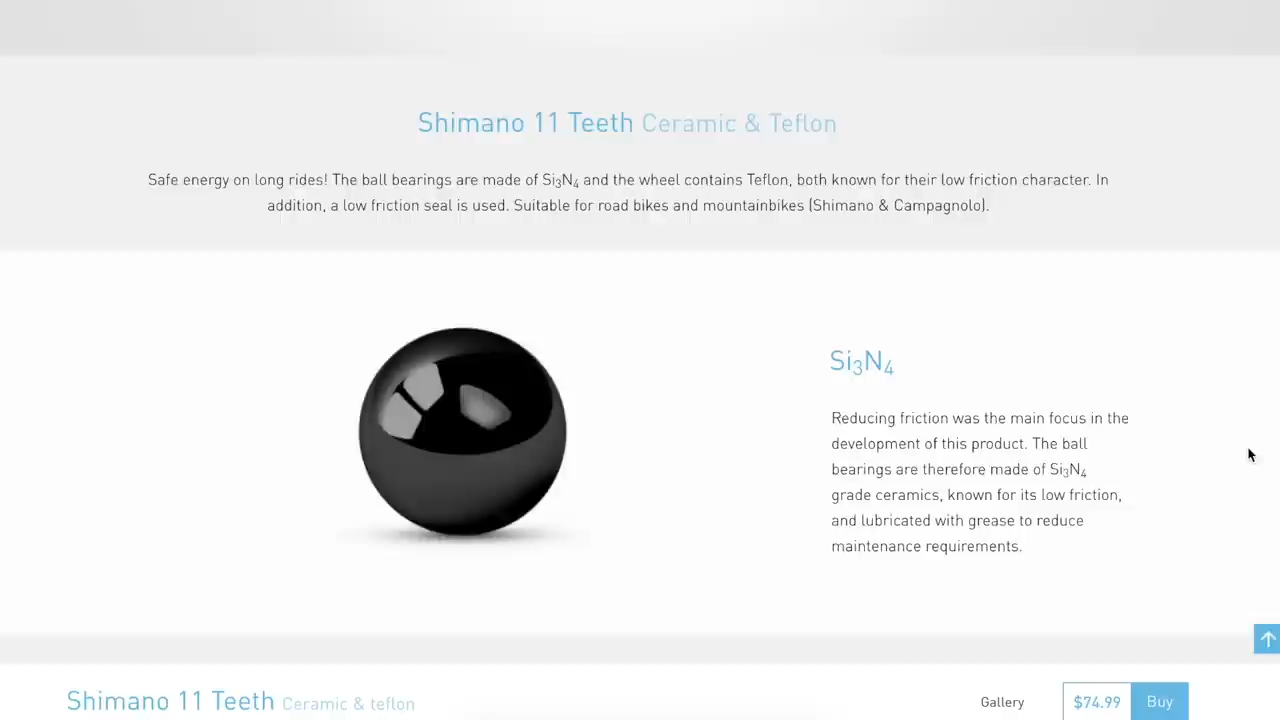 Shimano 11 Teeth Ceramic & Teflon
Safe energy on long rides! The ball bearings are made of Si₃N₄ and the wheel contains Teflon, both known for their low friction character. In
addition, a low friction seal is used. Suitable for road bikes and mountainbikes (Shimano & Campagnolo).
Si₃N₄
Reducing friction was the main focus in the
development of this product. The ball
bearings are therefore made of Si₃N₄
grade ceramics, known for its low friction,
and lubricated with grease to reduce
maintenance requirements.
Shimano 11 Teeth Ceramic & teflon
Gallery
$74.99
Buy